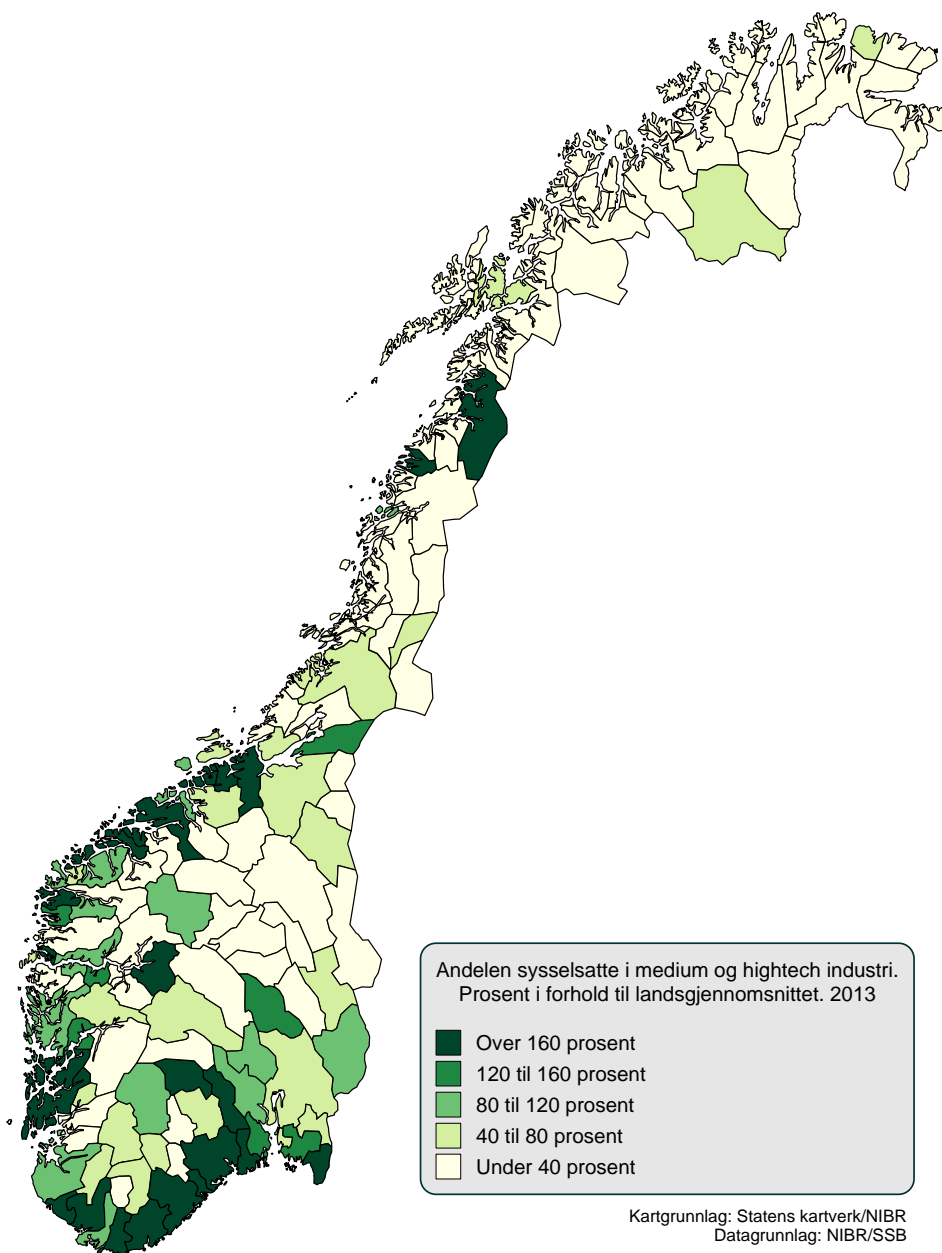 Andelen sysselsatte i medium og hightech industri.
Prosent i forhold til landsgjennomsnittet. 2013
Over 160 prosent
120 til 160 prosent
80 til 120 prosent
40 til 80 prosent
Under 40 prosent
Kartgrunnlag: Statens kartverk/NIBR
Datagrunnlag: NIBR/SSB